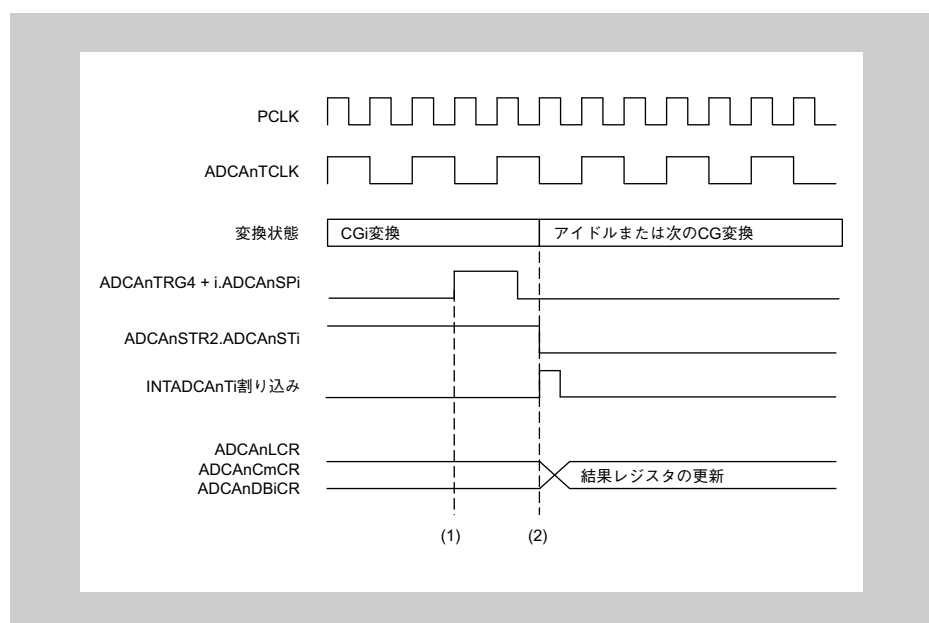 PCLK
ADCAnTCLK
変換状態
CGi変換
アイドルまたは次のCG変換
ADCAnTRG4 + i.ADCAnSPi
ADCAnSTR2.ADCAnSTi
INTADCAnTi割り込み
ADCAnLCR
ADCAnCmCR
ADCAnDBiCR
結果レジスタの更新
(1)
(2)